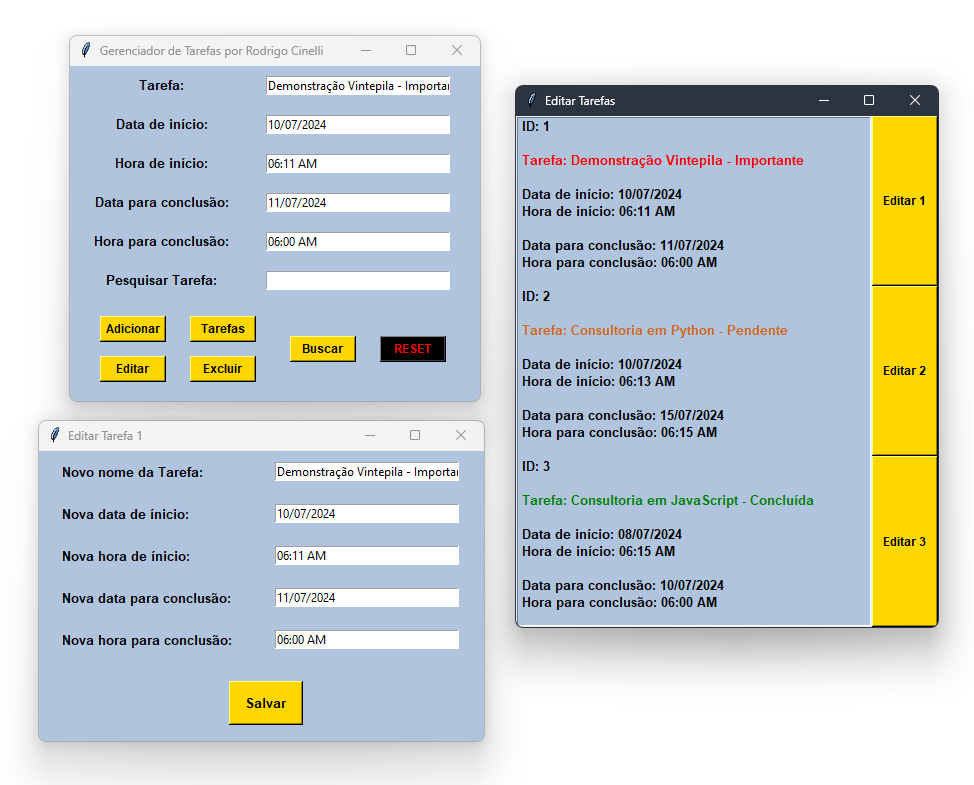 Gerenciador de Tarefas por Rodrigo Cinelli
Tarefa: Demonstração Vintepila - Importa
Data de início: 10/07/2024
Hora de início: 06:11 AM
Data para conclusão: 11/07/2024
Hora para conclusão: 06:00 AM
Pesquisar Tarefa:
Adicionar Tarefas
Buscar RESET
Editar Excluir
Editar Tarefa 1
Novo nome da Tarefa: Demonstração Vintepila - Importa
Nova data de ínicio: 10/07/2024
Nova hora de ínicio: 06:11 AM
Nova data para conclusão: 11/07/2024
Nova hora para conclusão: 06:00 AM
Salvar
Editar Tarefas
ID: 1
Tarefa: Demonstração Vintepila - Importante
Data de início: 10/07/2024
Hora de início: 06:11 AM
Data para conclusão: 11/07/2024
Hora para conclusão: 06:00 AM
Editar 1
ID: 2
Tarefa: Consultoria em Python - Pendente
Data de início: 10/07/2024
Hora de início: 06:13 AM
Data para conclusão: 15/07/2024
Hora para conclusão: 06:15 AM
Editar 2
ID: 3
Tarefa: Consultoria em JavaScript - Concluída
Data de início: 08/07/2024
Hora de início: 06:15 AM
Data para conclusão: 10/07/2024
Hora para conclusão: 06:00 AM
Editar 3